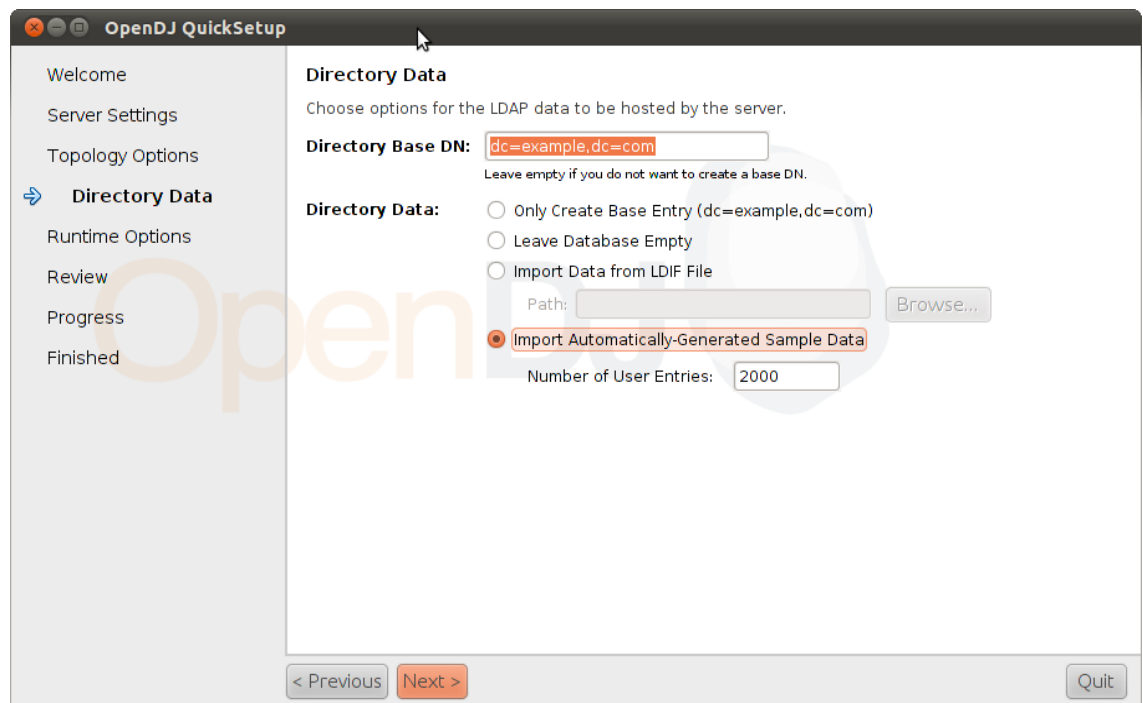 OpenDJ QuickSetup
Welcome
Server Settings
Topology Options
Directory Data
Runtime Options
Review
Progress
Finished
Directory Data
Choose options for the LDAP data to be hosted by the server.
Directory Base DN: dc=example,dc=com
Leave empty if you do not want to create a base DN.
Directory Data: Only Create Base Entry (dc=example,dc=com)
Leave Database Empty
Import Data from LDIF File
Path: Browse...
Import Automatically-Generated Sample Data
Number of User Entries: 2000
OpenDJ
< Previous Next > Quit